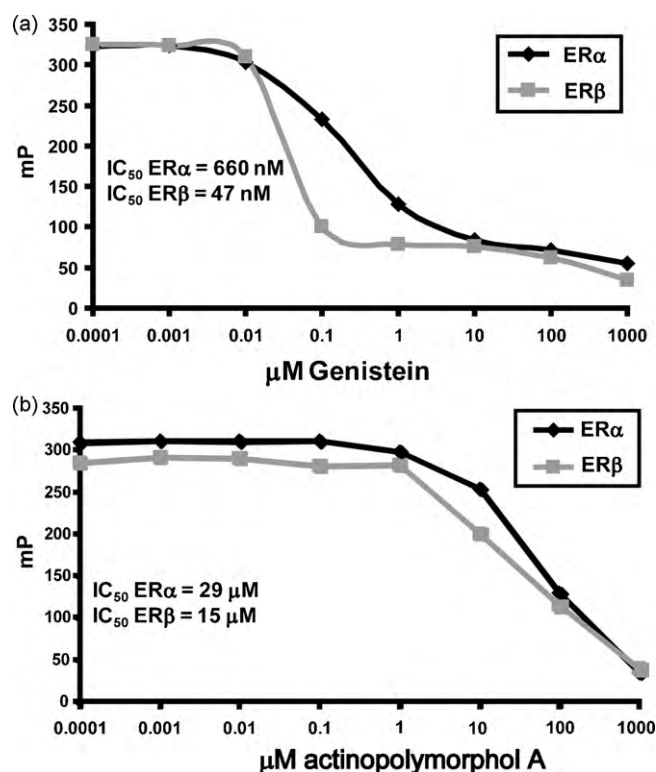 (a)
350
300
250
200
150
100
50
0
mP
ERα
ERβ
IC50 ERα = 660 nM
IC50 ERβ = 47 nM
0.0001 0.001 0.01 0.1 1 10 100 1000
μM Genistein
(b)
350
300
250
200
150
100
50
0
mP
ERα
ERβ
IC50 ERα = 29 μM
IC50 ERβ = 15 μM
0.0001 0.001 0.01 0.1 1 10 100 1000
μM actinopolymorphol A